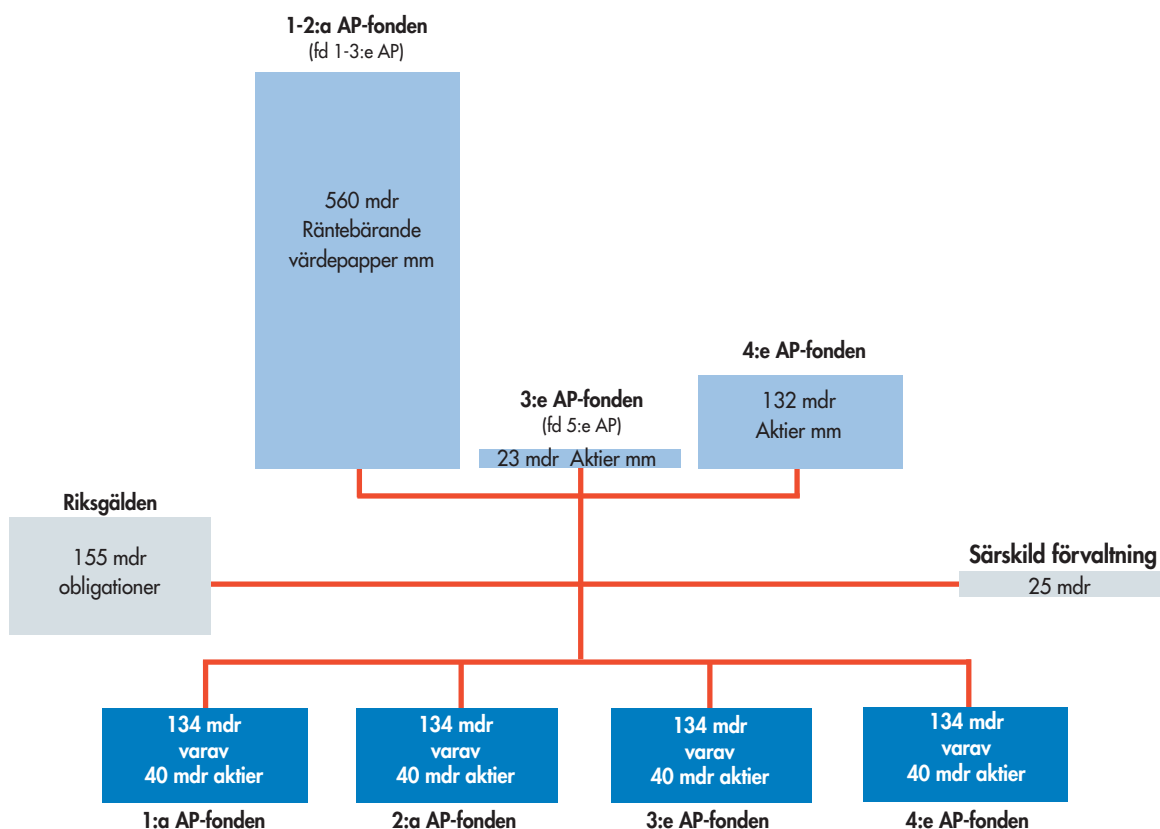 1-2:a AP-fonden
(fd 1-3:e AP)
560 mdr
Räntebärande
värdepapper mm
3:e AP-fonden
(fd 5:e AP)
23 mdr Aktier mm
4:e AP-fonden
132 mdr
Aktier mm
Riksgälden
155 mdr
obligationer
Särskild förvaltning
25 mdr
134 mdr
varav
40 mdr aktier
1:a AP-fonden
134 mdr
varav
40 mdr aktier
2:a AP-fonden
134 mdr
varav
40 mdr aktier
3:e AP-fonden
134 mdr
varav
40 mdr aktier
4:e AP-fonden